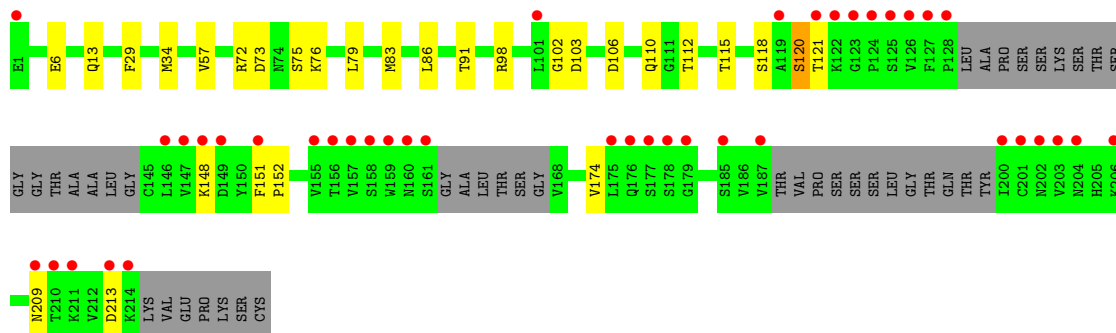 E1 E6 Q13 F29 M34 V57 R72 D73 N74 S75 K76 L79 M83 L86 T91 R98 L101 G102 D103 D106 Q110 G111 T112 T115 S118 A119 S120 T121 K122 G123 P124 S125 V126 F127 P128 LEU ALA PRO SER SER LYS SER THR SER
GLY GLY THR ALA ALA LEU GLY C145 L146 V147 K148 D149 Y150 F151 P152 V155 T156 V157 S158 W159 N160 S161 GLY ALA LEU THR SER GLY V168 V174 L175 Q176 S177 S178 G179 S185 V186 V187 THR VAL PRO SER SER SER LEU GLY THR GLN THR TYR I200 C201 N202 V203 N204 H205 K206
N209 T210 K211 V212 D213 K214 LYS VAL GLU PRO LYS SER CYS